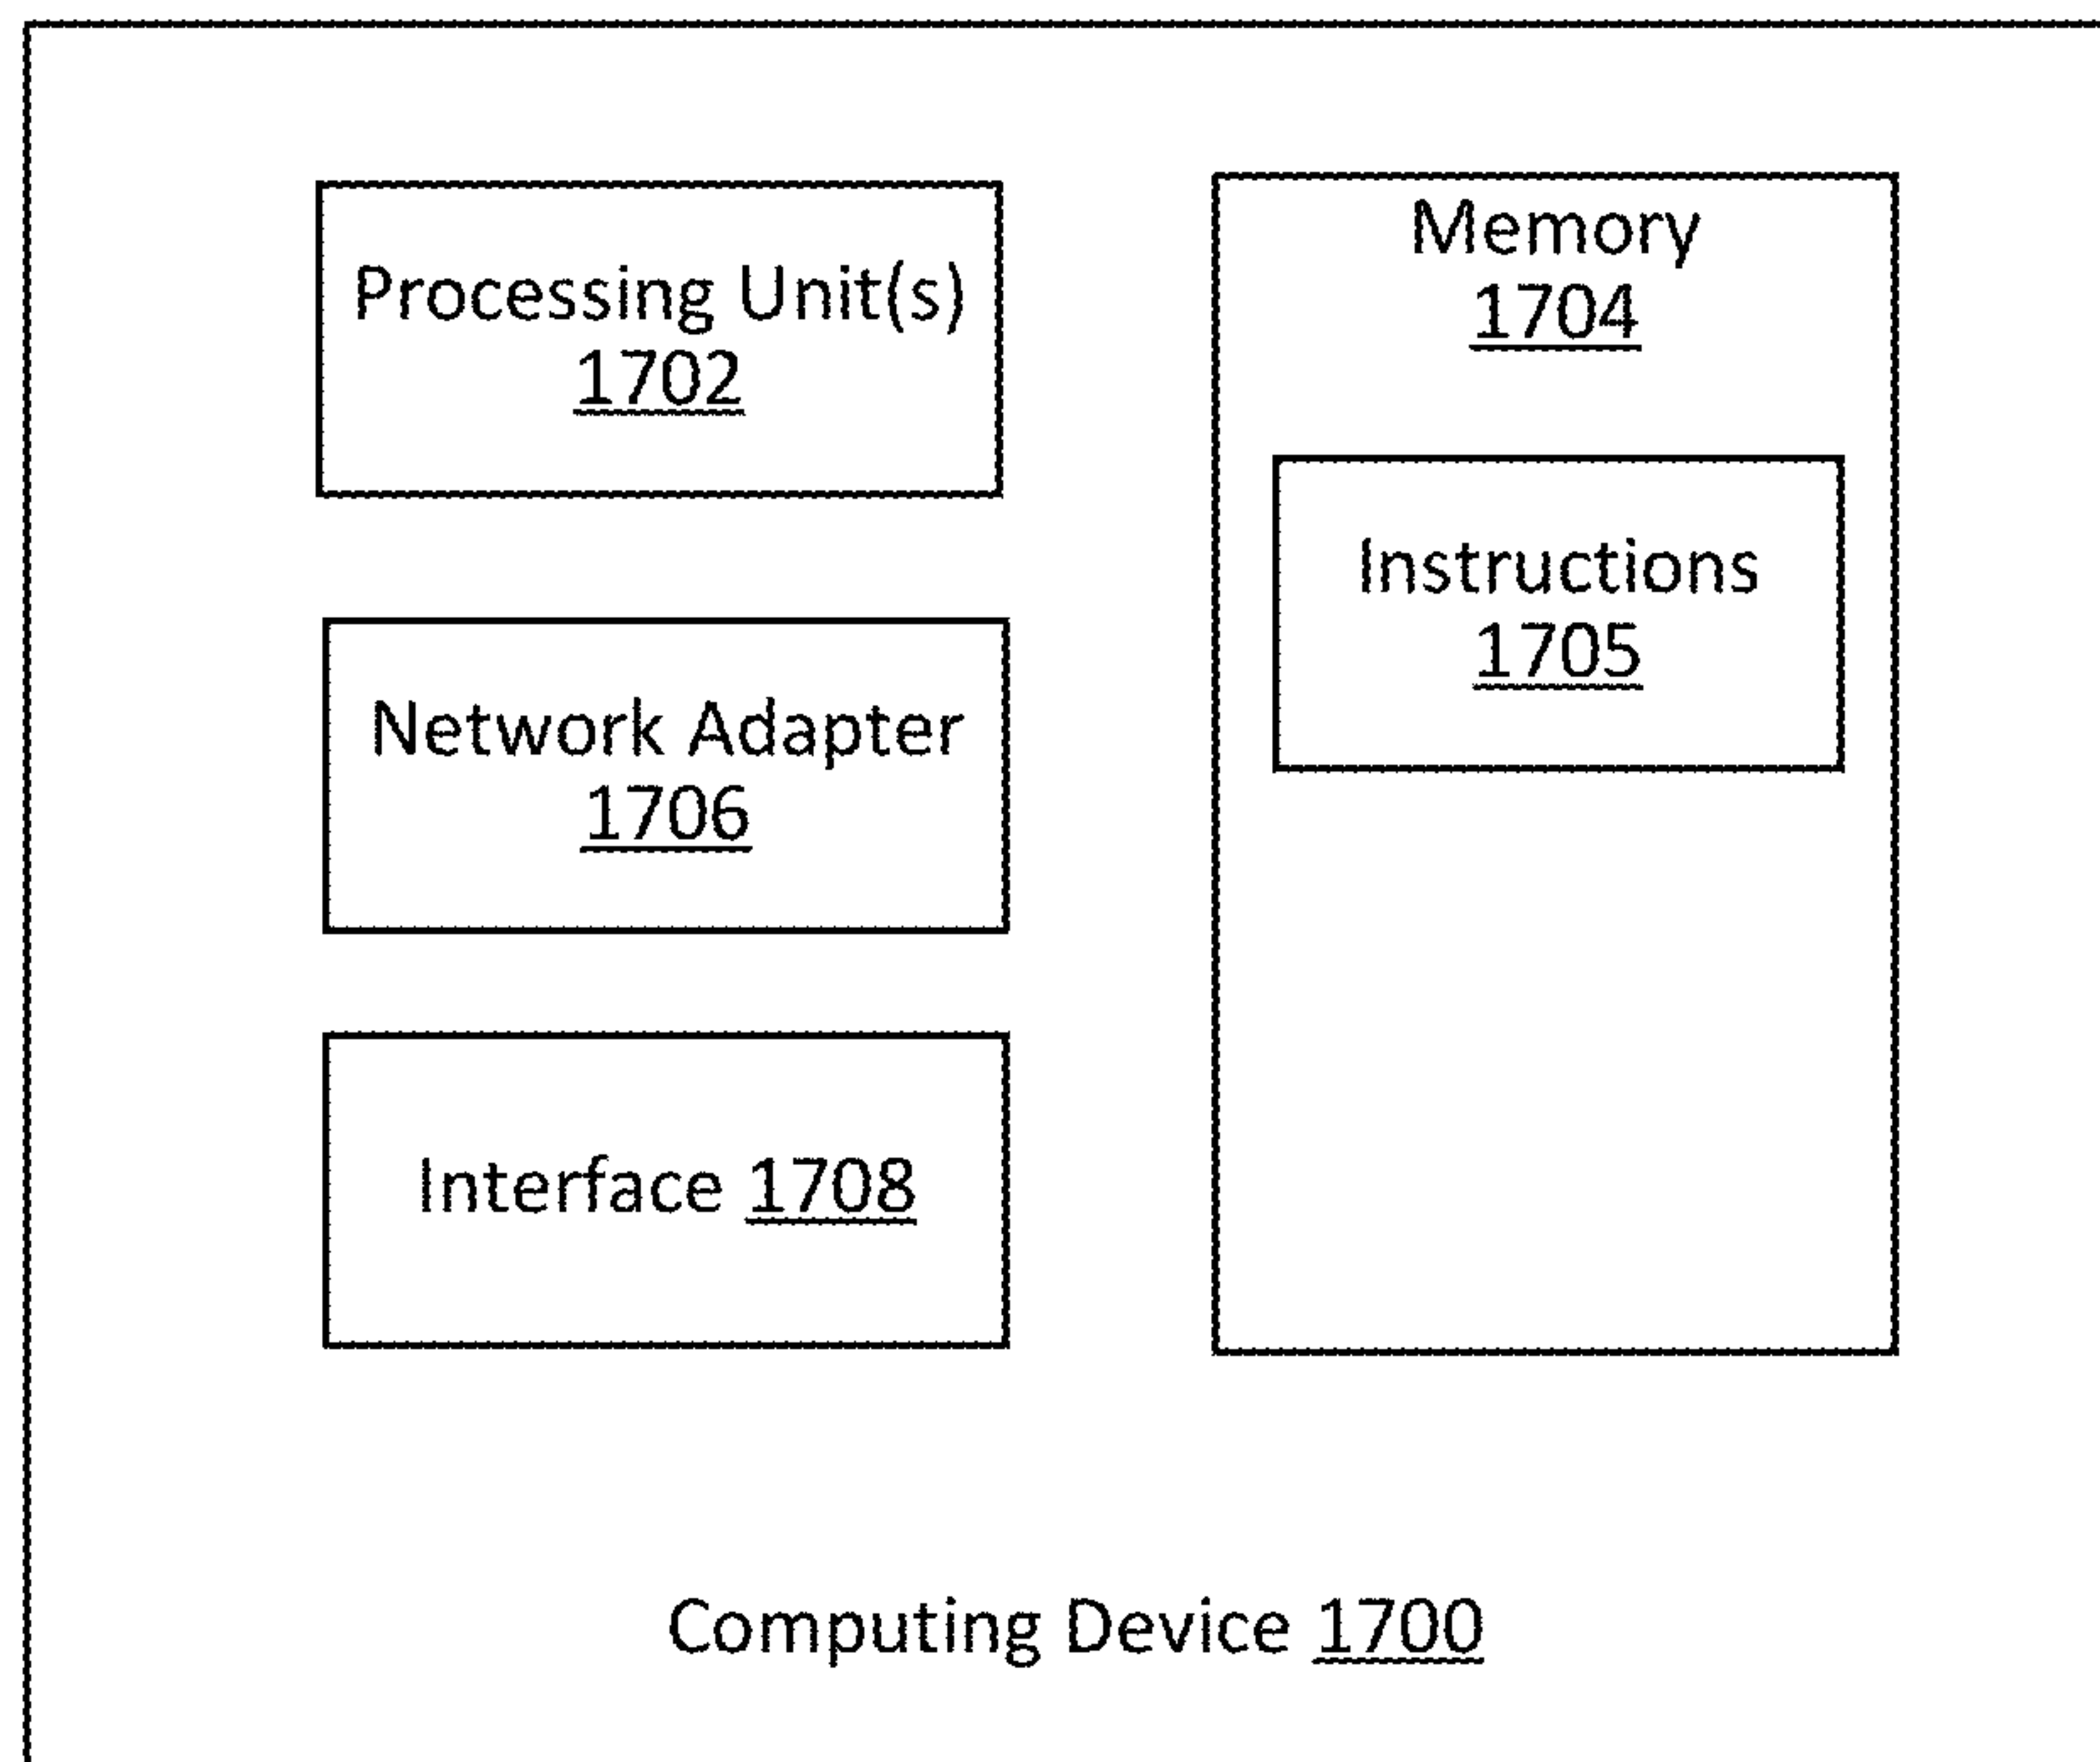 Processing Unit(s)
1702
Memory
1704
Instructions
1705
Network Adapter
1706
Interface 1708
Computing Device 1700